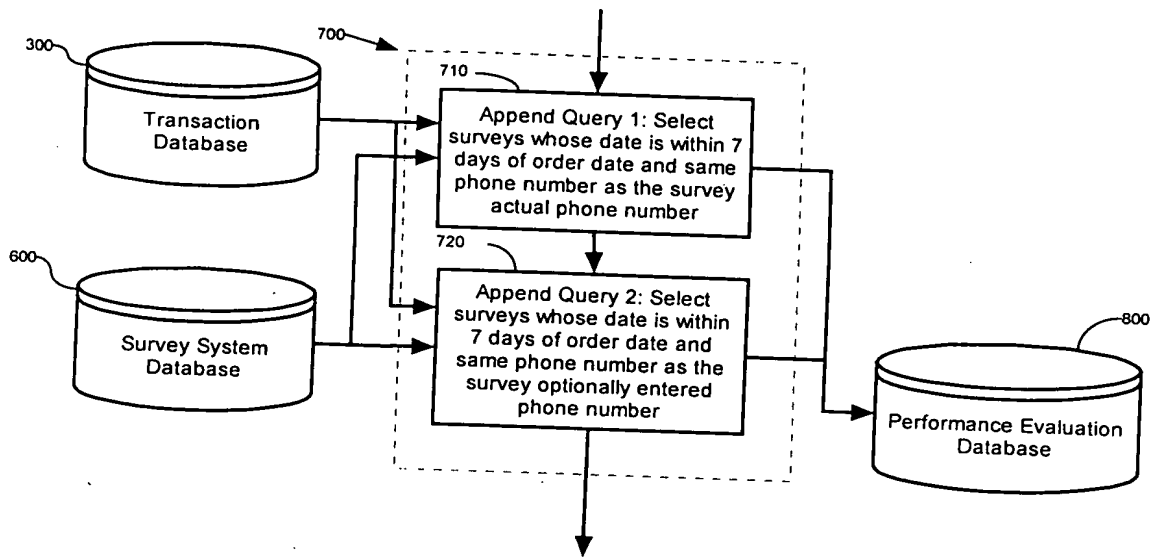 300
Transaction
Database
700
710
Append Query 1: Select
surveys whose date is within 7
days of order date and same
phone number as the survey
actual phone number
600
Survey System
Database
720
Append Query 2: Select
surveys whose date is within
7 days of order date and
same phone number as the
survey optionally entered
phone number
800
Performance Evaluation
Database